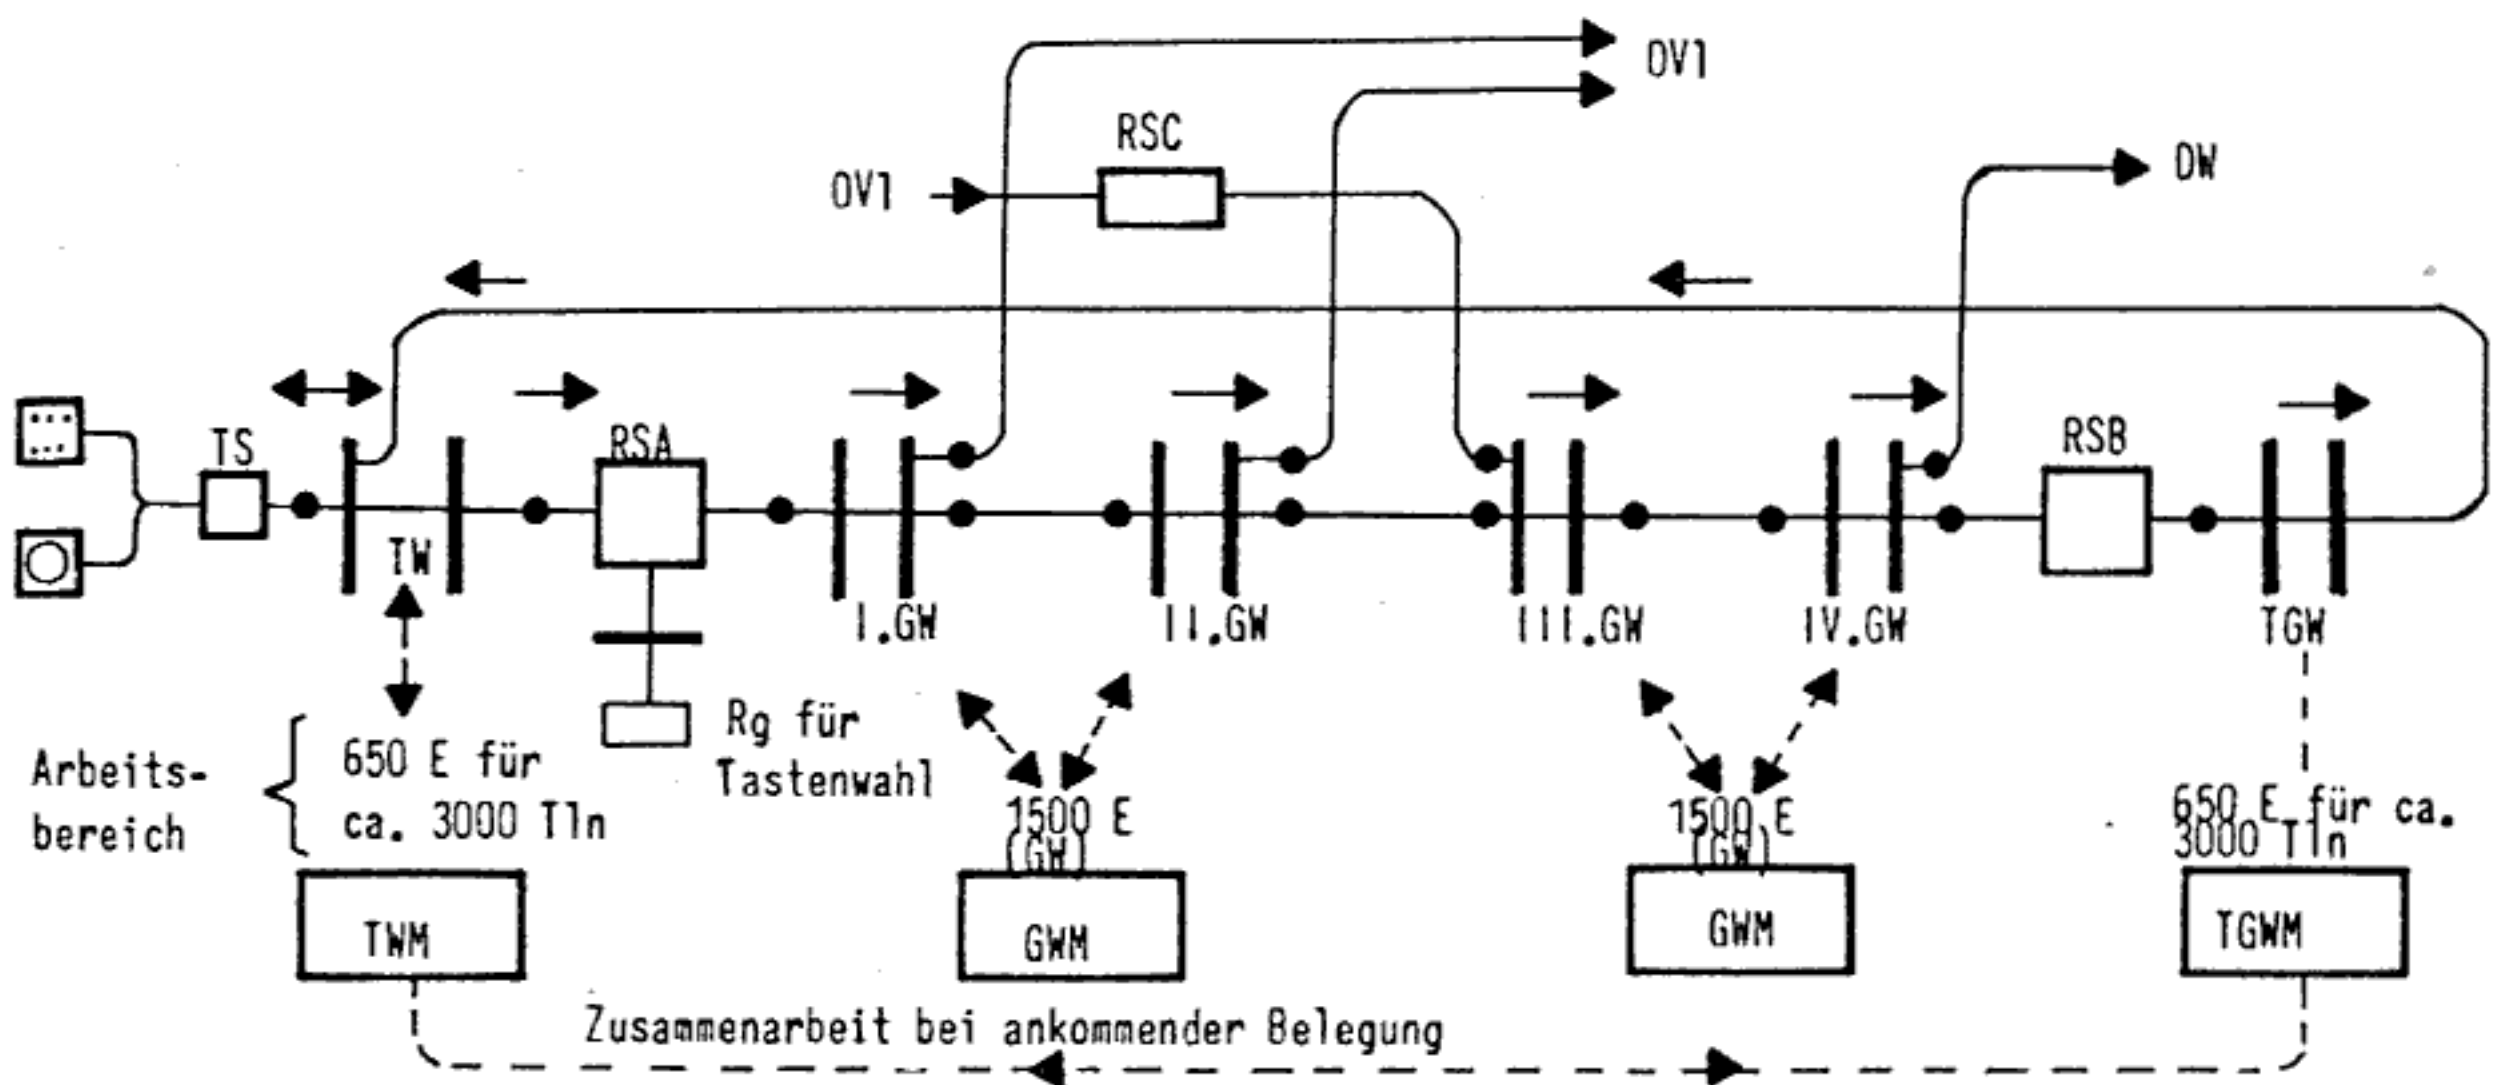 OV1
RSC
OV1
DW
TS
RSA
RSB
TW
I.GW
II.GW
III.GW
IV.GW
TGW
Rg für
Tastenwahl
Arbeits-
bereich
650 E für
ca. 3000 Tln
1500 E
(GW)
1500 E
(GW)
650 E für ca.
3000 Tln
TWM
GWM
GWM
TGWM
Zusammenarbeit bei ankommender Belegung